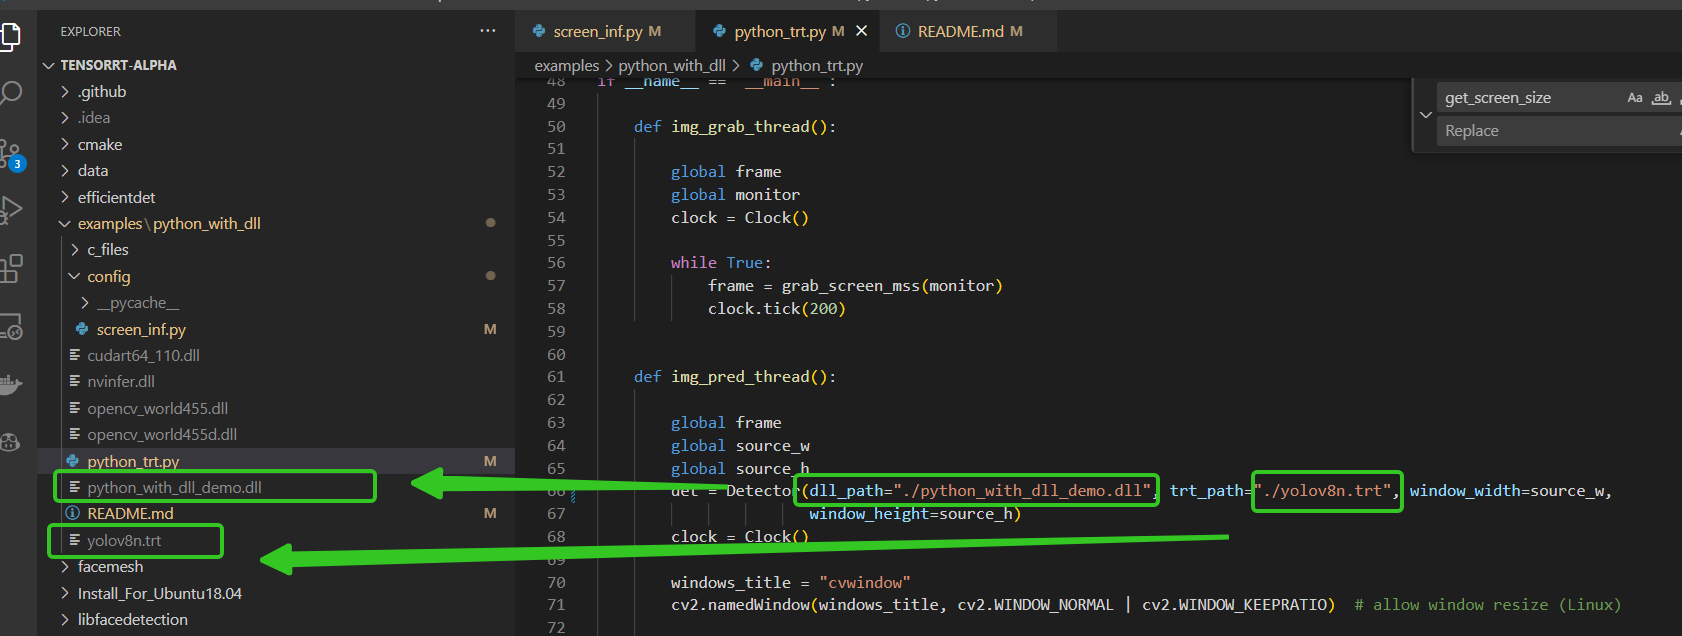 EXPLORER
TENSORRT-ALPHA
.github
.idea
cmake
data
efficientdet
examples\python_with_dll
c_files
config
__pycache__
screen_inf.py M
cudart64_110.dll
nvinfer.dll
opencv_world455.dll
opencv_world455d.dll
python_trt.py M
python_with_dll_demo.dll
README.md M
yolov8n.trt
facemesh
Install_For_Ubuntu18.04
libfacedetection
3
screen_inf.py M
python_trt.py M
README.md M
examples > python_with_dll > python_trt.py
get_screen_size Aa ab
Replace
48 if __name__ == '__main__':
49
50 def img_grab_thread():
51
52 global frame
53 global monitor
54 clock = Clock()
55
56 while True:
57 frame = grab_screen_mss(monitor)
58 clock.tick(200)
59
60
61 def img_pred_thread():
62
63 global frame
64 global source_w
65 global source_h
66 det = Detector(dll_path="./python_with_dll_demo.dll", trt_path="./yolov8n.trt", window_width=source_w,
67 window_height=source_h)
68 clock = Clock()
69
70 windows_title = "cvwindow"
71 cv2.namedWindow(windows_title, cv2.WINDOW_NORMAL | cv2.WINDOW_KEEPRATIO) # allow window resize (Linux)
72